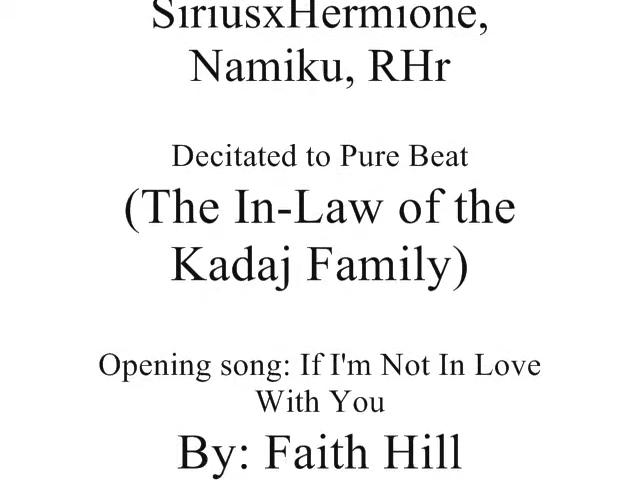 SiriusxHermione,
Namiku, RHr
Decitated to Pure Beat
(The In-Law of the
Kadaj Family)
Opening song: If I'm Not In Love
With You
By: Faith Hill